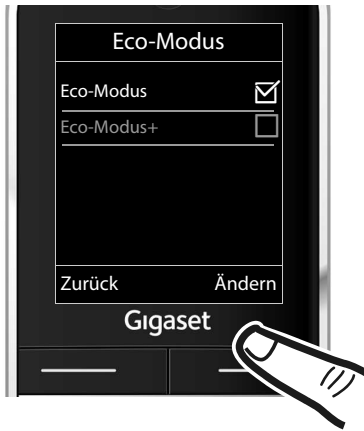 Eco-Modus
Eco-Modus
Eco-Modus+
Zurück Ändern
Gigaset